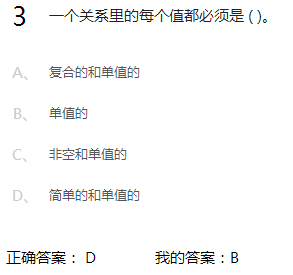 3 一个关系里的每个值都必须是 ( )。
A、 复合的和单值的
B、 单值的
C、 非空和单值的
D、 简单的和单值的
正确答案： D 我的答案：B